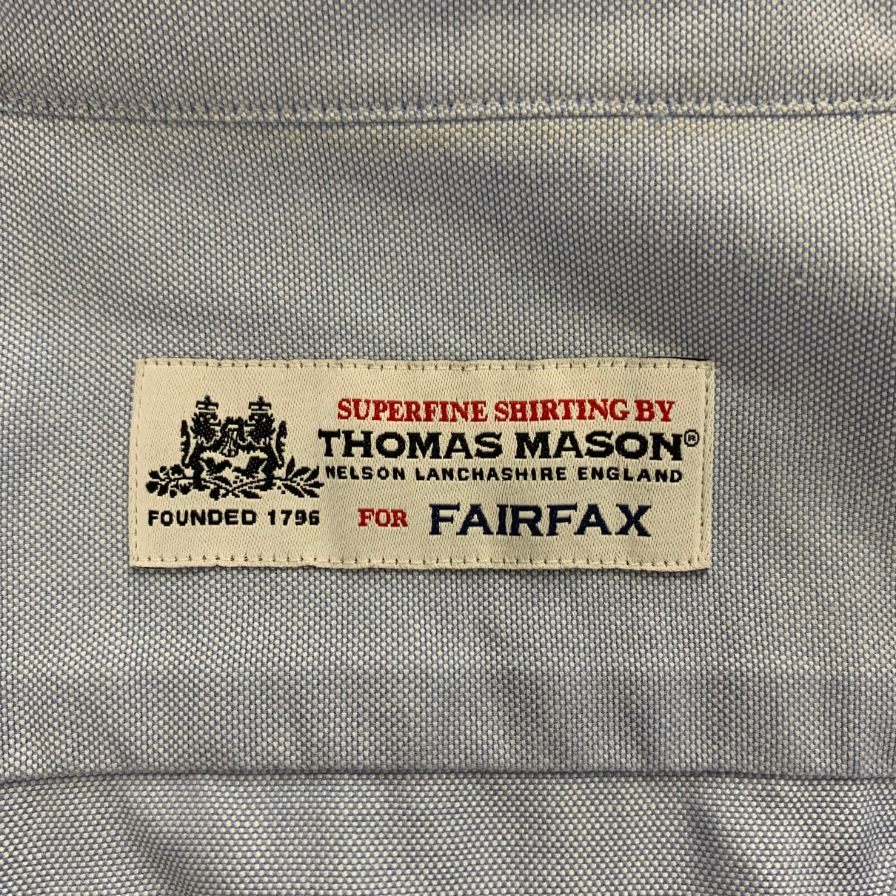 SUPERFINE SHIRTING BY
THOMAS MASON®
NELSON LANCHASHIRE ENGLAND
FOUNDED 1796
FOR FAIRFAX